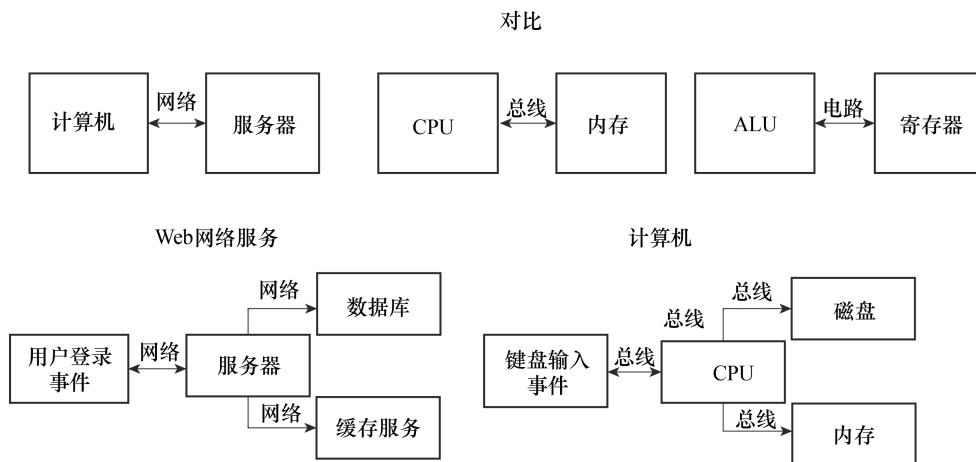 对比
计算机
网络
服务器
CPU
总线
内存
ALU
电路
寄存器
Web网络服务
网络
数据库
用户登录
事件
网络
服务器
网络
缓存服务
计算机
总线
总线
磁盘
键盘输入
事件
总线
CPU
总线
内存